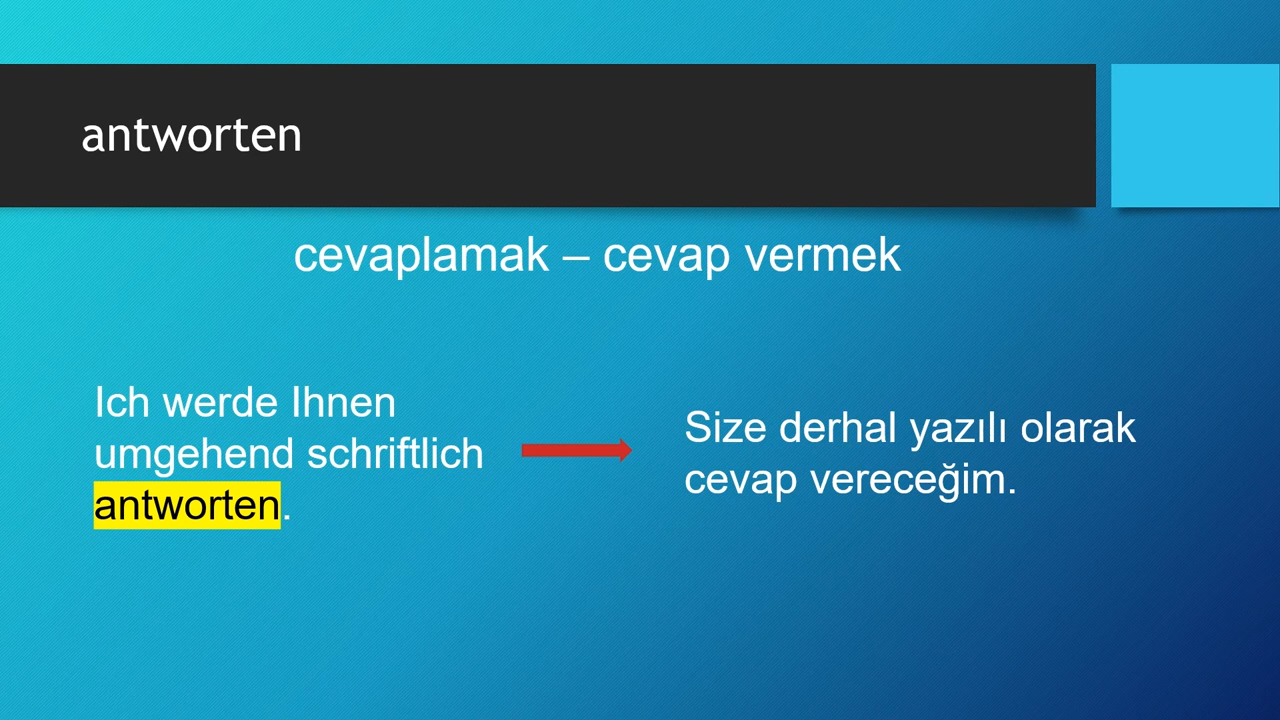 antworten
cevaplamak – cevap vermek
Ich werde Ihnen
umgehend schriftlich
antworten.
Size derhal yazılı olarak
cevap vereceğim.